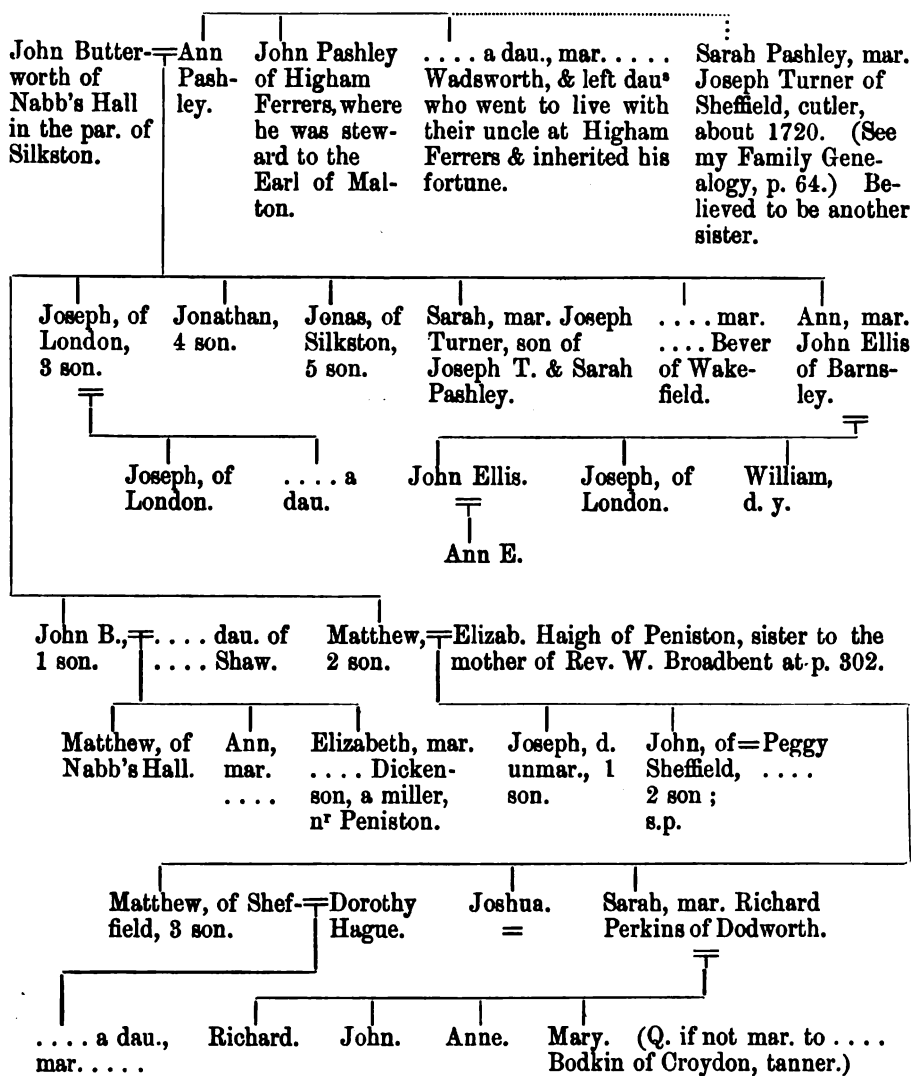 John Butter-
worth of
Nabb's Hall
in the par. of
Silkston.
Ann
Pash-
ley.
John Pashley
of Higham
Ferrers, where
he was stew-
ard to the
Earl of Mal-
ton.
. . . . a dau., mar. . . . .
Wadsworth, & left dauˢ
who went to live with
their uncle at Higham
Ferrers & inherited his
fortune.
Sarah Pashley, mar.
Joseph Turner of
Sheffield, cutler,
about 1720. (See
my Family Gene-
alogy, p. 64.) Be-
lieved to be another
sister.
Joseph, of
London,
3 son.
Jonathan,
4 son.
Jonas, of
Silkston,
5 son.
Sarah, mar. Joseph
Turner, son of
Joseph T. & Sarah
Pashley.
. . . . mar.
. . . . Bever
of Wake-
field.
Ann, mar.
John Ellis
of Barns-
ley.
Joseph, of
London.
. . . . a
dau.
John Ellis.
Joseph, of
London.
William,
d. y.
Ann E.
John B.,
1 son.
. . . . dau. of
. . . . Shaw.
Matthew,
2 son.
Elizab. Haigh of Peniston, sister to the
mother of Rev. W. Broadbent at p. 302.
Matthew, of
Nabb's Hall.
Ann,
mar.
. . . .
Elizabeth, mar.
. . . . Dicken-
son, a miller,
nʳ Peniston.
Joseph, d.
unmar., 1
son.
John, of
Sheffield,
2 son ;
s.p.
= Peggy
. . . .
Matthew, of Shef-
field, 3 son.
Dorothy
Hague.
Joshua.
=
Sarah, mar. Richard
Perkins of Dodworth.
. . . . a dau.,
mar. . . . .
Richard.
John.
Anne.
Mary. (Q. if not mar. to . . . .
Bodkin of Croydon, tanner.)